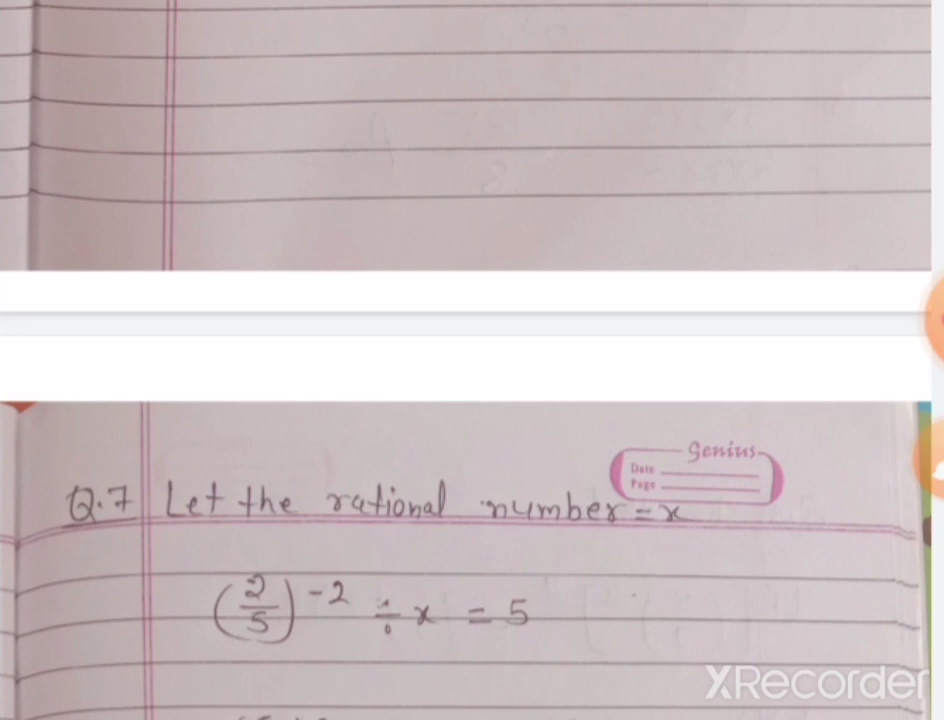 Genius
Date
Page
Q.7 Let the rational number = x
(2/5)^-2 ÷ x = 5
XRecorder